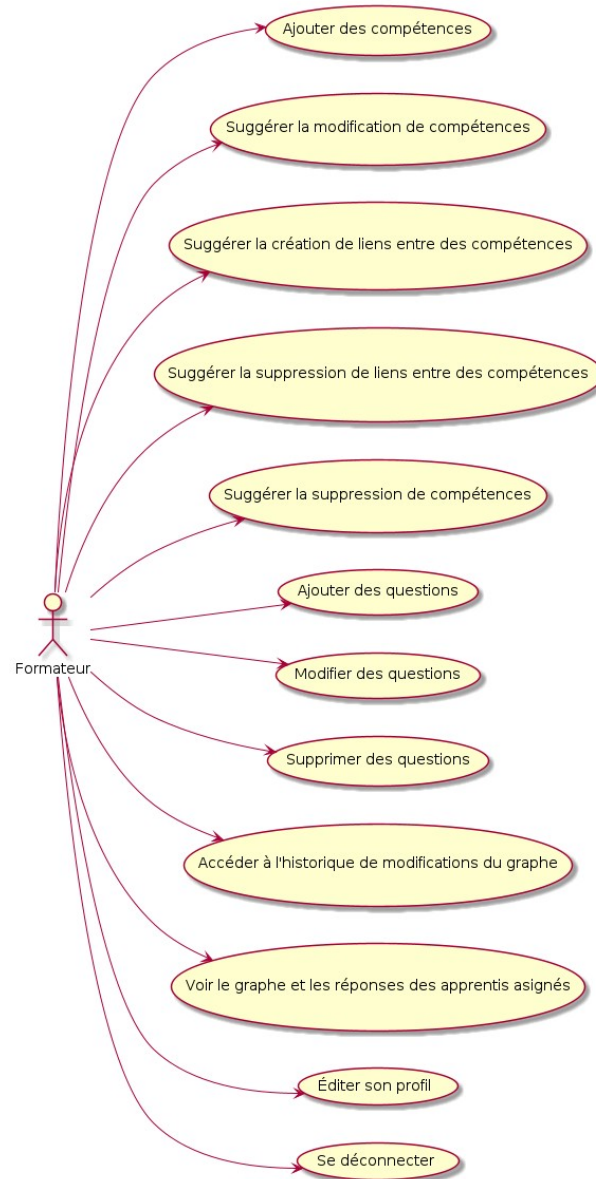 Ajouter des compétences
Suggérer la modification de compétences
Suggérer la création de liens entre des compétences
Suggérer la suppression de liens entre des compétences
Suggérer la suppression de compétences
Ajouter des questions
Formateur
Modifier des questions
Supprimer des questions
Accéder à l'historique de modifications du graphe
Voir le graphe et les réponses des apprentis asignés
Éditer son profil
Se déconnecter